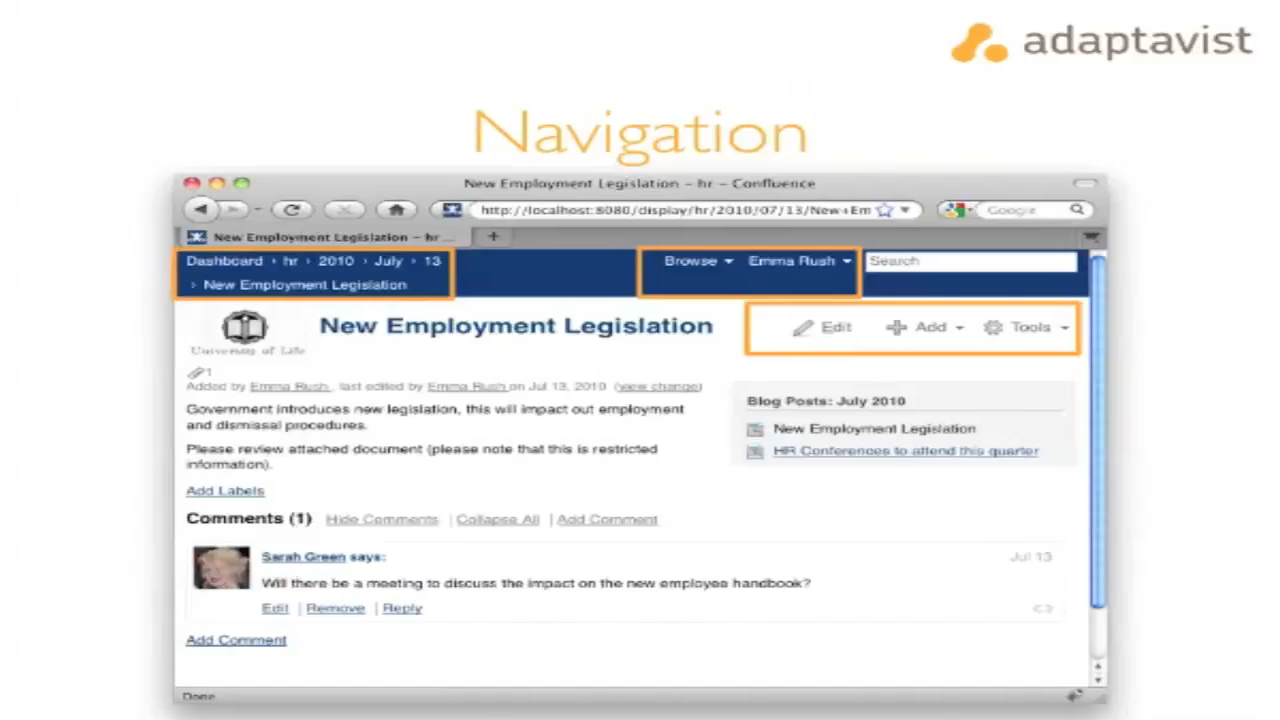 adaptavist
Navigation
New Employment Legislation – hr – Confluence
http://localhost:8080/display/hr/2010/07/13/New+Em
Google
New Employment Legislation – hr ...
Dashboard › hr › 2010 › July › 13
› New Employment Legislation
Browse
Emma Rush
Search
University of Life
New Employment Legislation
Edit
Add
Tools
1
Added by Emma Rush, last edited by Emma Rush on Jul 13, 2010 (view change)
Government introduces new legislation, this will impact out employment
and dismissal procedures.
Please review attached document (please note that this is restricted
information).
Add Labels
Blog Posts: July 2010
New Employment Legislation
HR Conferences to attend this quarter
Comments (1) Hide Comments | Collapse All | Add Comment
Sarah Green says:
Jul 13
Will there be a meeting to discuss the impact on the new employee handbook?
Edit | Remove | Reply
Add Comment
Done